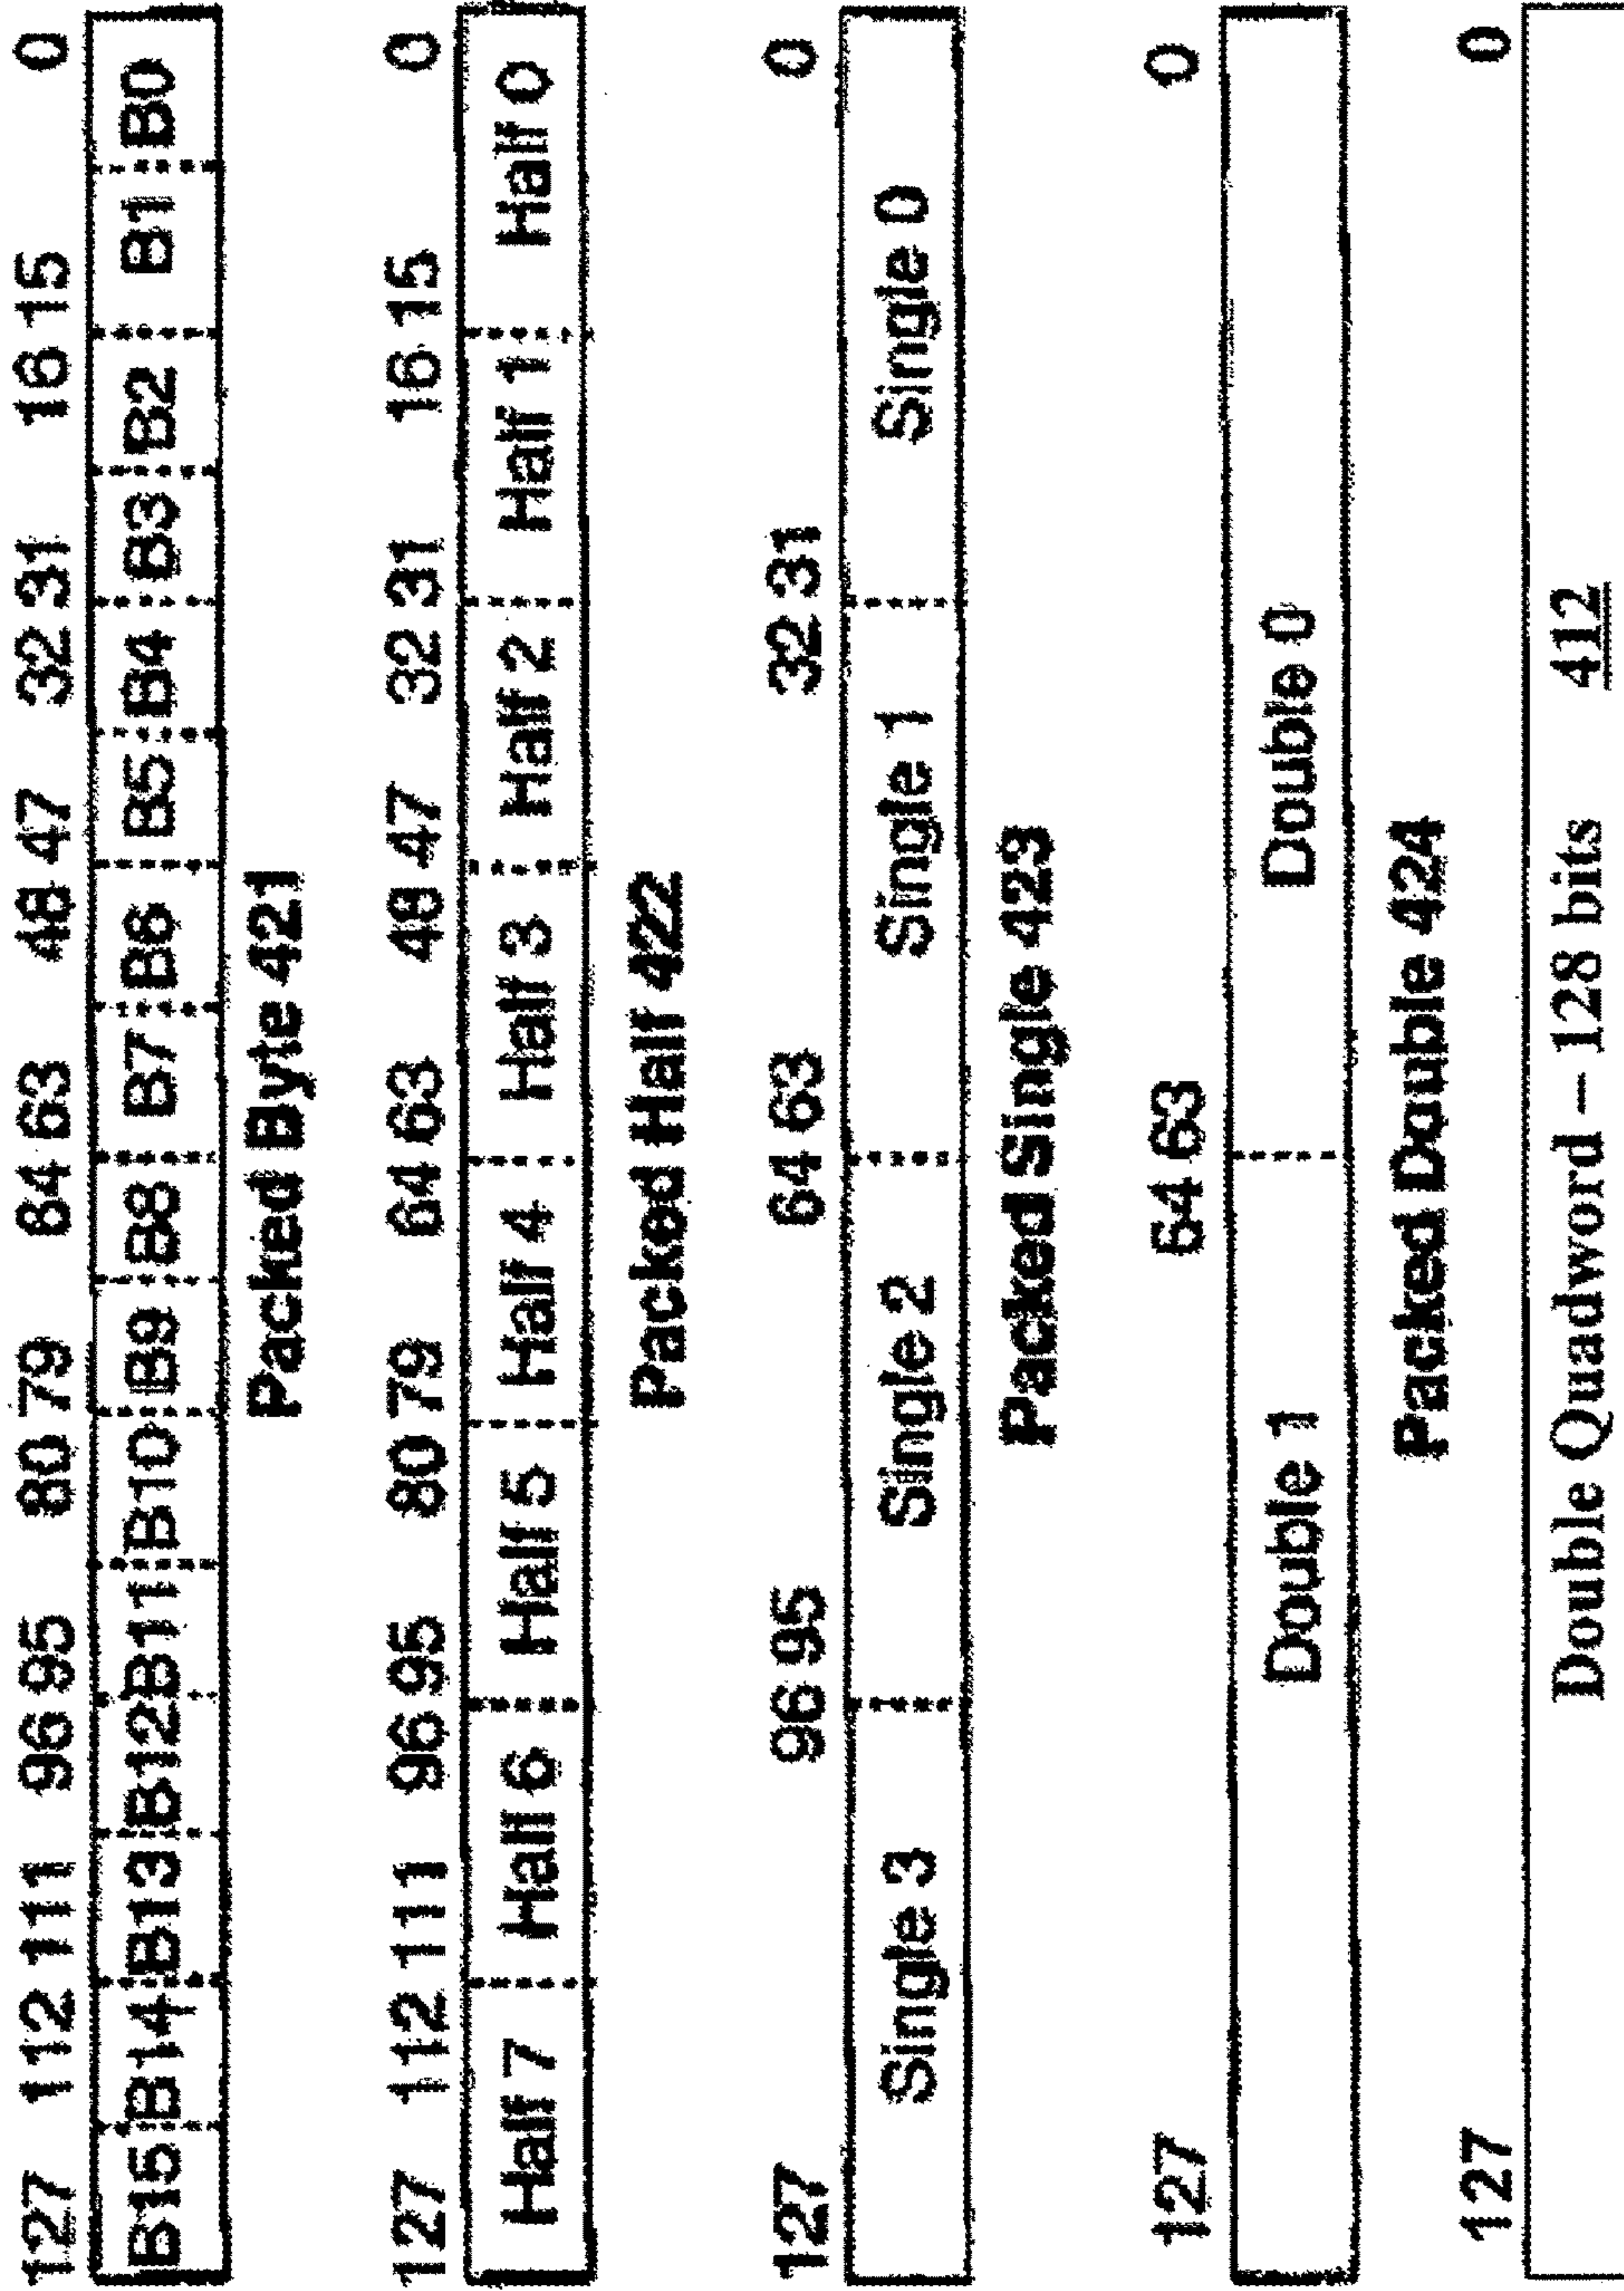 127 112 111 96 95 80 79 84 63 48 47 32 31 16 15 0
B15 B14 B13 B12 B11 B10 B9 B8 B7 B6 B5 B4 B3 B2 B1 B0
Packed Byte 421
127 112 111 96 95 80 79 64 63 48 47 32 31 16 15 0
Half 7 Half 6 Half 5 Half 4 Half 3 Half 2 Half 1 Half 0
Packed Half 422
127 96 95 64 63 32 31 0
Single 3 Single 2 Single 1 Single 0
Packed Single 423
127 64 63 0
Double 1 Double 0
Packed Double 424
127 0
Double Quadword – 128 bits 412